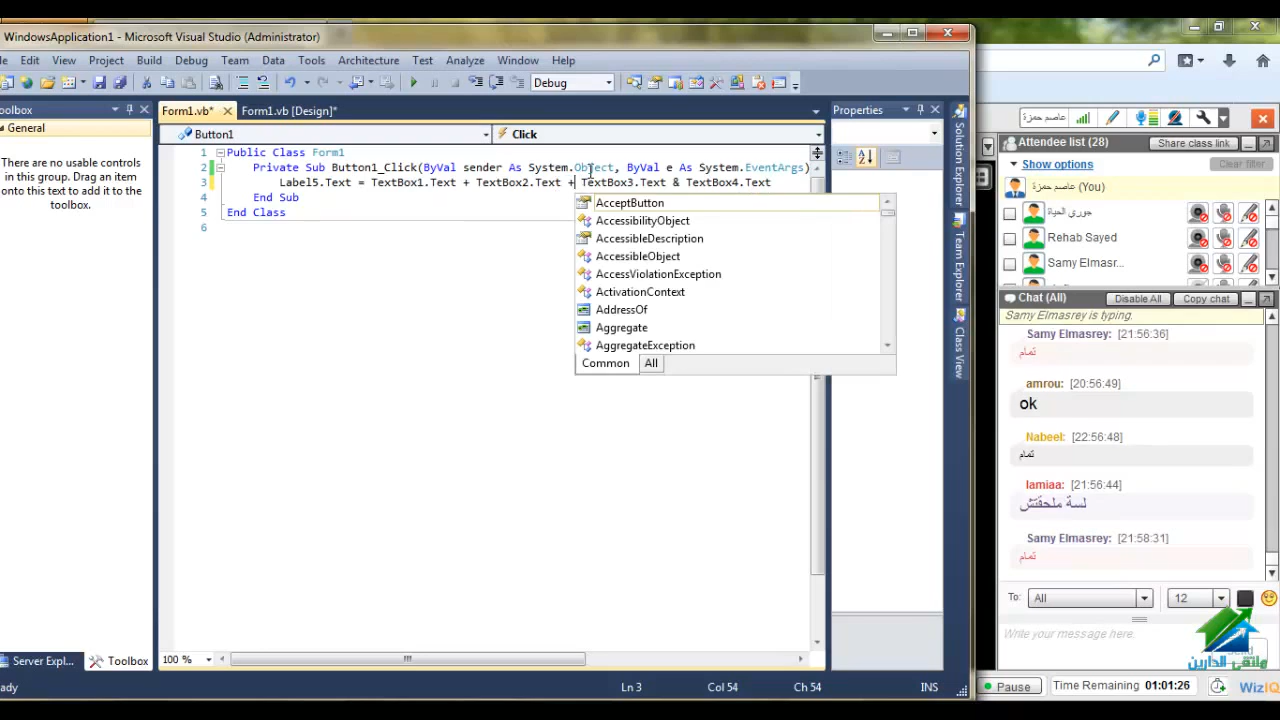 WindowsApplication1 - Microsoft Visual Studio (Administrator)
Edit View Project Build Debug Team Data Tools Architecture Test Analyze Window Help
Debug
Toolbox
General
There are no usable controls
in this group. Drag an item
onto this text to add it to the
toolbox.
Form1.vb*
Form1.vb [Design]*
Button1
Click
1 Public Class Form1
2 Private Sub Button1_Click(ByVal sender As System.Object, ByVal e As System.EventArgs)
3 Label5.Text = TextBox1.Text + TextBox2.Text + TextBox3.Text & TextBox4.Text
4 End Sub
5 End Class
6
AcceptButton
AccessibilityObject
AccessibleDescription
AccessibleObject
AccessViolationException
ActivationContext
AddressOf
Aggregate
AggregateException
Common All
Properties
Solution Explorer
Team Explorer
Class View
100 %
Server Expl...
Toolbox
Ln 3
Col 54
Ch 54
INS
عاصم حمزة
Attendee list (28)
Share class link
Show options
Clear filter
عاصم حمزة (You)
جوري الحياة
Rehab Sayed
Samy Elmasr...
Chat (All)
Disable All
Copy chat
Samy Elmasrey is typing.
Samy Elmasrey: [21:56:36]
تمام
amrou: [20:56:49]
ok
Nabeel: [22:56:48]
تمام
lamiaa: [21:56:44]
لسة ملحقتش
Samy Elmasrey: [21:58:31]
تمام
To: All
12
Write your message here.
Send
ملتقى الدارين
Pause
Time Remaining 01:01:26
WizIQ